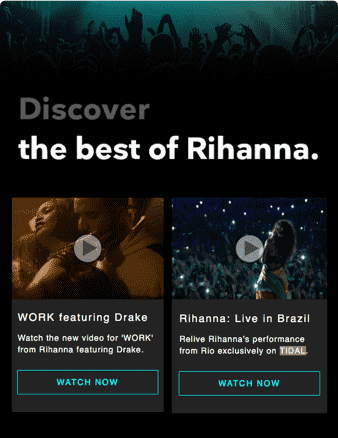 Discover
the best of Rihanna.
WORK featuring Drake
Watch the new video for 'WORK'
from Rihanna featuring Drake.
WATCH NOW
Rihanna: Live in Brazil
Relive Rihanna's performance
from Rio exclusively on TIDAL.
WATCH NOW